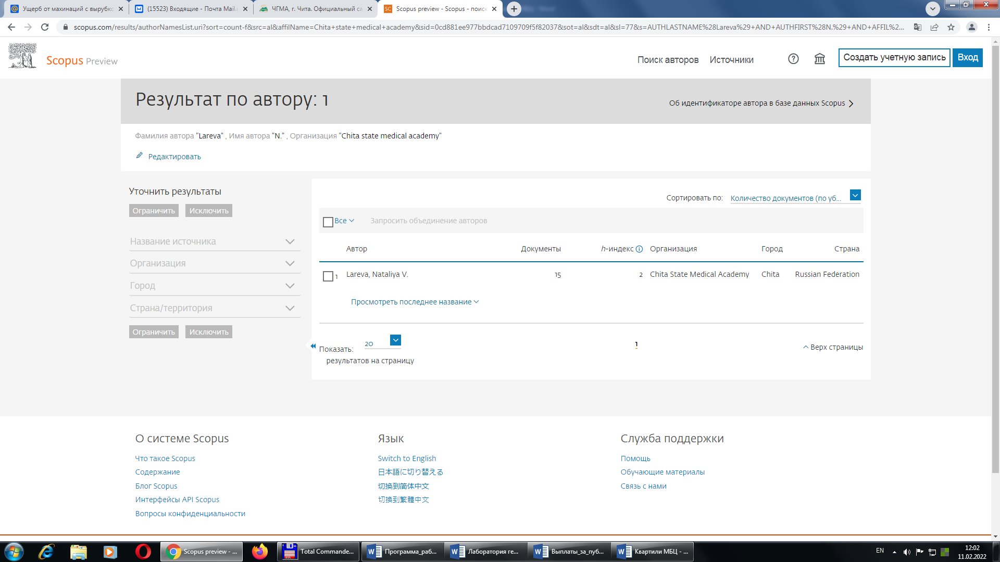 Ущерб от махинаций с вырубко
(15523) Входящие - Почта Mail.r
ЧГМА, г. Чита. Официальный са
Scopus preview - Scopus - поиск
scopus.com/results/authorNamesList.uri?sort=count-f&src=al&affilName=Chita+state+medical+academy&sid=0cd881ee977bbdcad7109709f5f82037&sot=al&sdt=al&sl=77&s=AUTHLASTNAME%28Lareva%29+AND+AUTHFIRST%28N.%29+AND+AFFIL%2...
Scopus Preview
Поиск авторов
Источники
Создать учетную запись
Вход
Результат по автору: 1
Об идентификаторе автора в базе данных Scopus
Фамилия автора "Lareva" , Имя автора "N." , Организация "Chita state medical academy"
Редактировать
Уточнить результаты
Ограничить Исключить
Название источника
Организация
Город
Страна/территория
Ограничить Исключить
Сортировать по: Количество документов (по уб...
Все Запросить объединение авторов
Автор Документы h-индекс Организация Город Страна
1 Lareva, Nataliya V. 15 2 Chita State Medical Academy Chita Russian Federation
Просмотреть последнее название
Показать: 20
результатов на страницу
1
Верх страницы
О системе Scopus
Что такое Scopus
Содержание
Блог Scopus
Интерфейсы API Scopus
Вопросы конфиденциальности
Язык
Switch to English
日本語に切り替える
切换到简体中文
切換到繁體中文
Служба поддержки
Помощь
Обучающие материалы
Связь с нами
Scopus preview - ...
Total Commande...
Программа_раб...
Лаборатория ге...
Выплаты_за_пуб...
Квартили МБЦ - ...
EN
12:02
11.02.2022